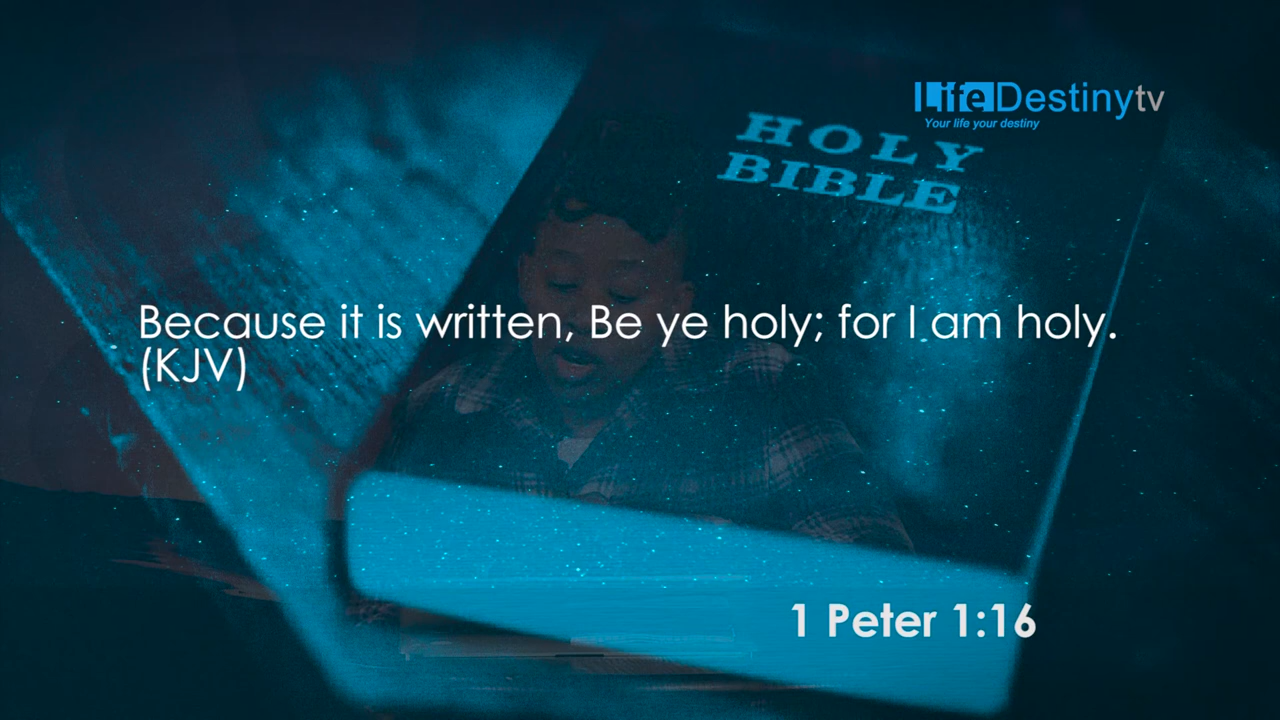 LifeDestinytv
Your life your destiny
HOLY
BIBLE
Because it is written, Be ye holy; for I am holy.
(KJV)
1 Peter 1:16